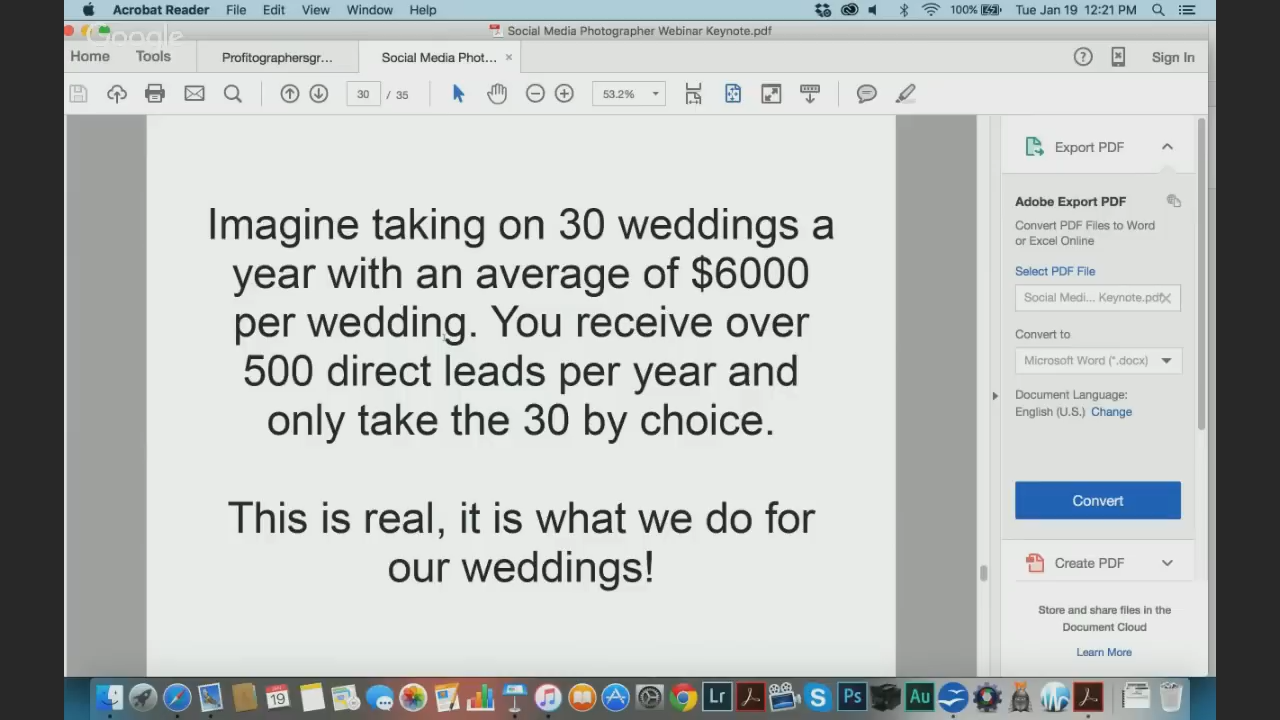 Acrobat Reader File Edit View Window Help 100% Tue Jan 19 12:21 PM
Google
Social Media Photographer Webinar Keynote.pdf
Home Tools Profitographersgr... Social Media Phot... × Sign In
30 / 35 53.2%
Imagine taking on 30 weddings a
year with an average of $6000
per wedding. You receive over
500 direct leads per year and
only take the 30 by choice.
This is real, it is what we do for
our weddings!
Export PDF
Adobe Export PDF
Convert PDF Files to Word
or Excel Online
Select PDF File
Social Medi... Keynote.pdf
Convert to
Microsoft Word (*.docx)
Document Language:
English (U.S.) Change
Convert
Create PDF
Store and share files in the
Document Cloud
Learn More
19 Lr S Ps Au W